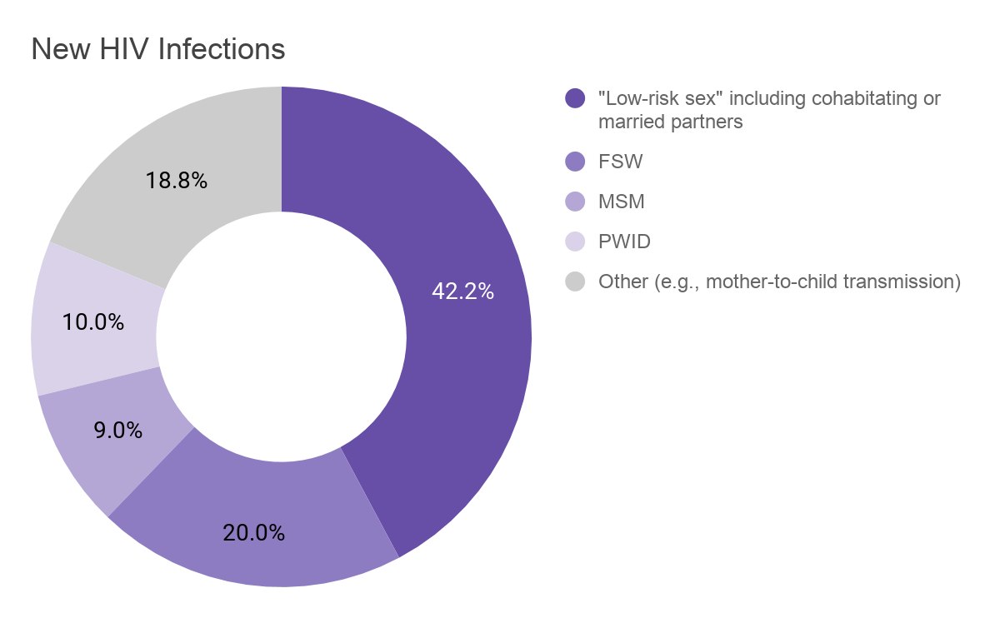 New HIV Infections
"Low-risk sex" including cohabitating or
married partners
FSW
MSM
PWID
Other (e.g., mother-to-child transmission)
18.8%
42.2%
10.0%
9.0%
20.0%